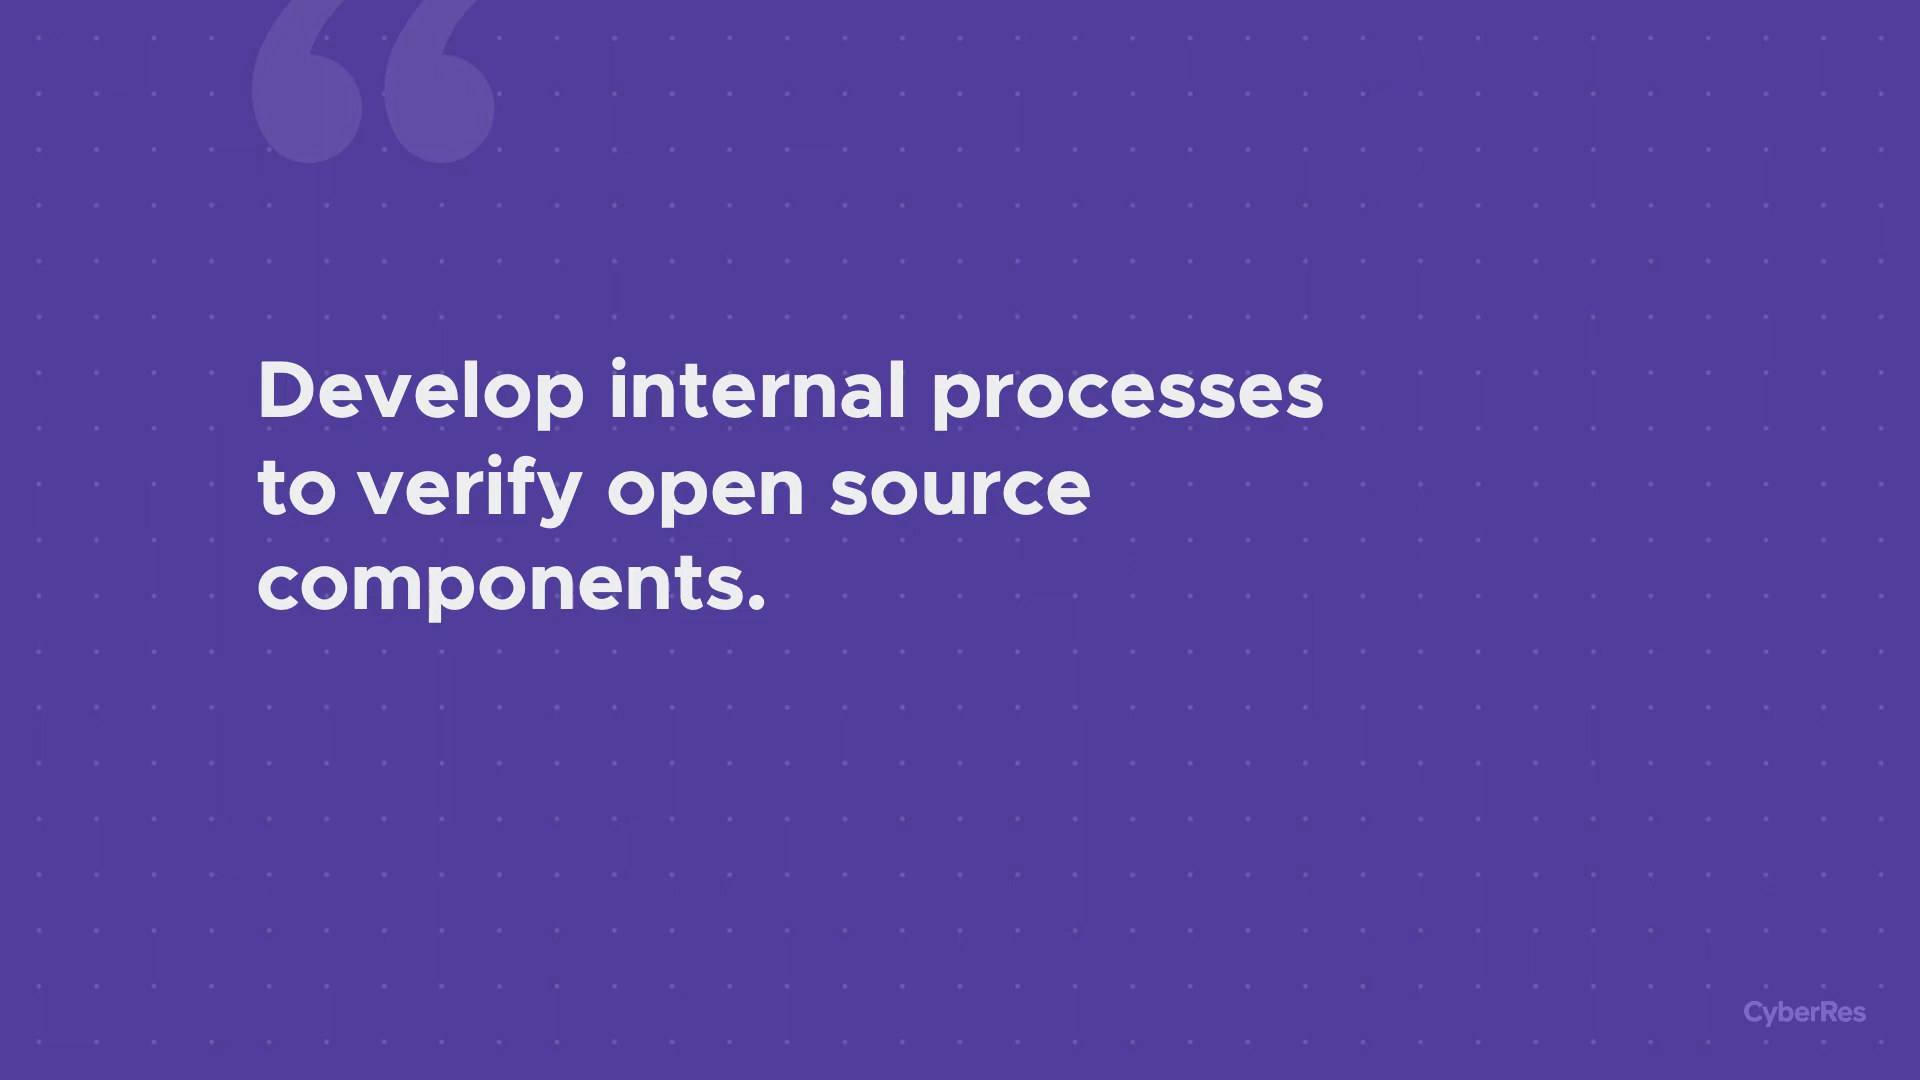 Develop internal processes
to verify open source
components.
CyberRes